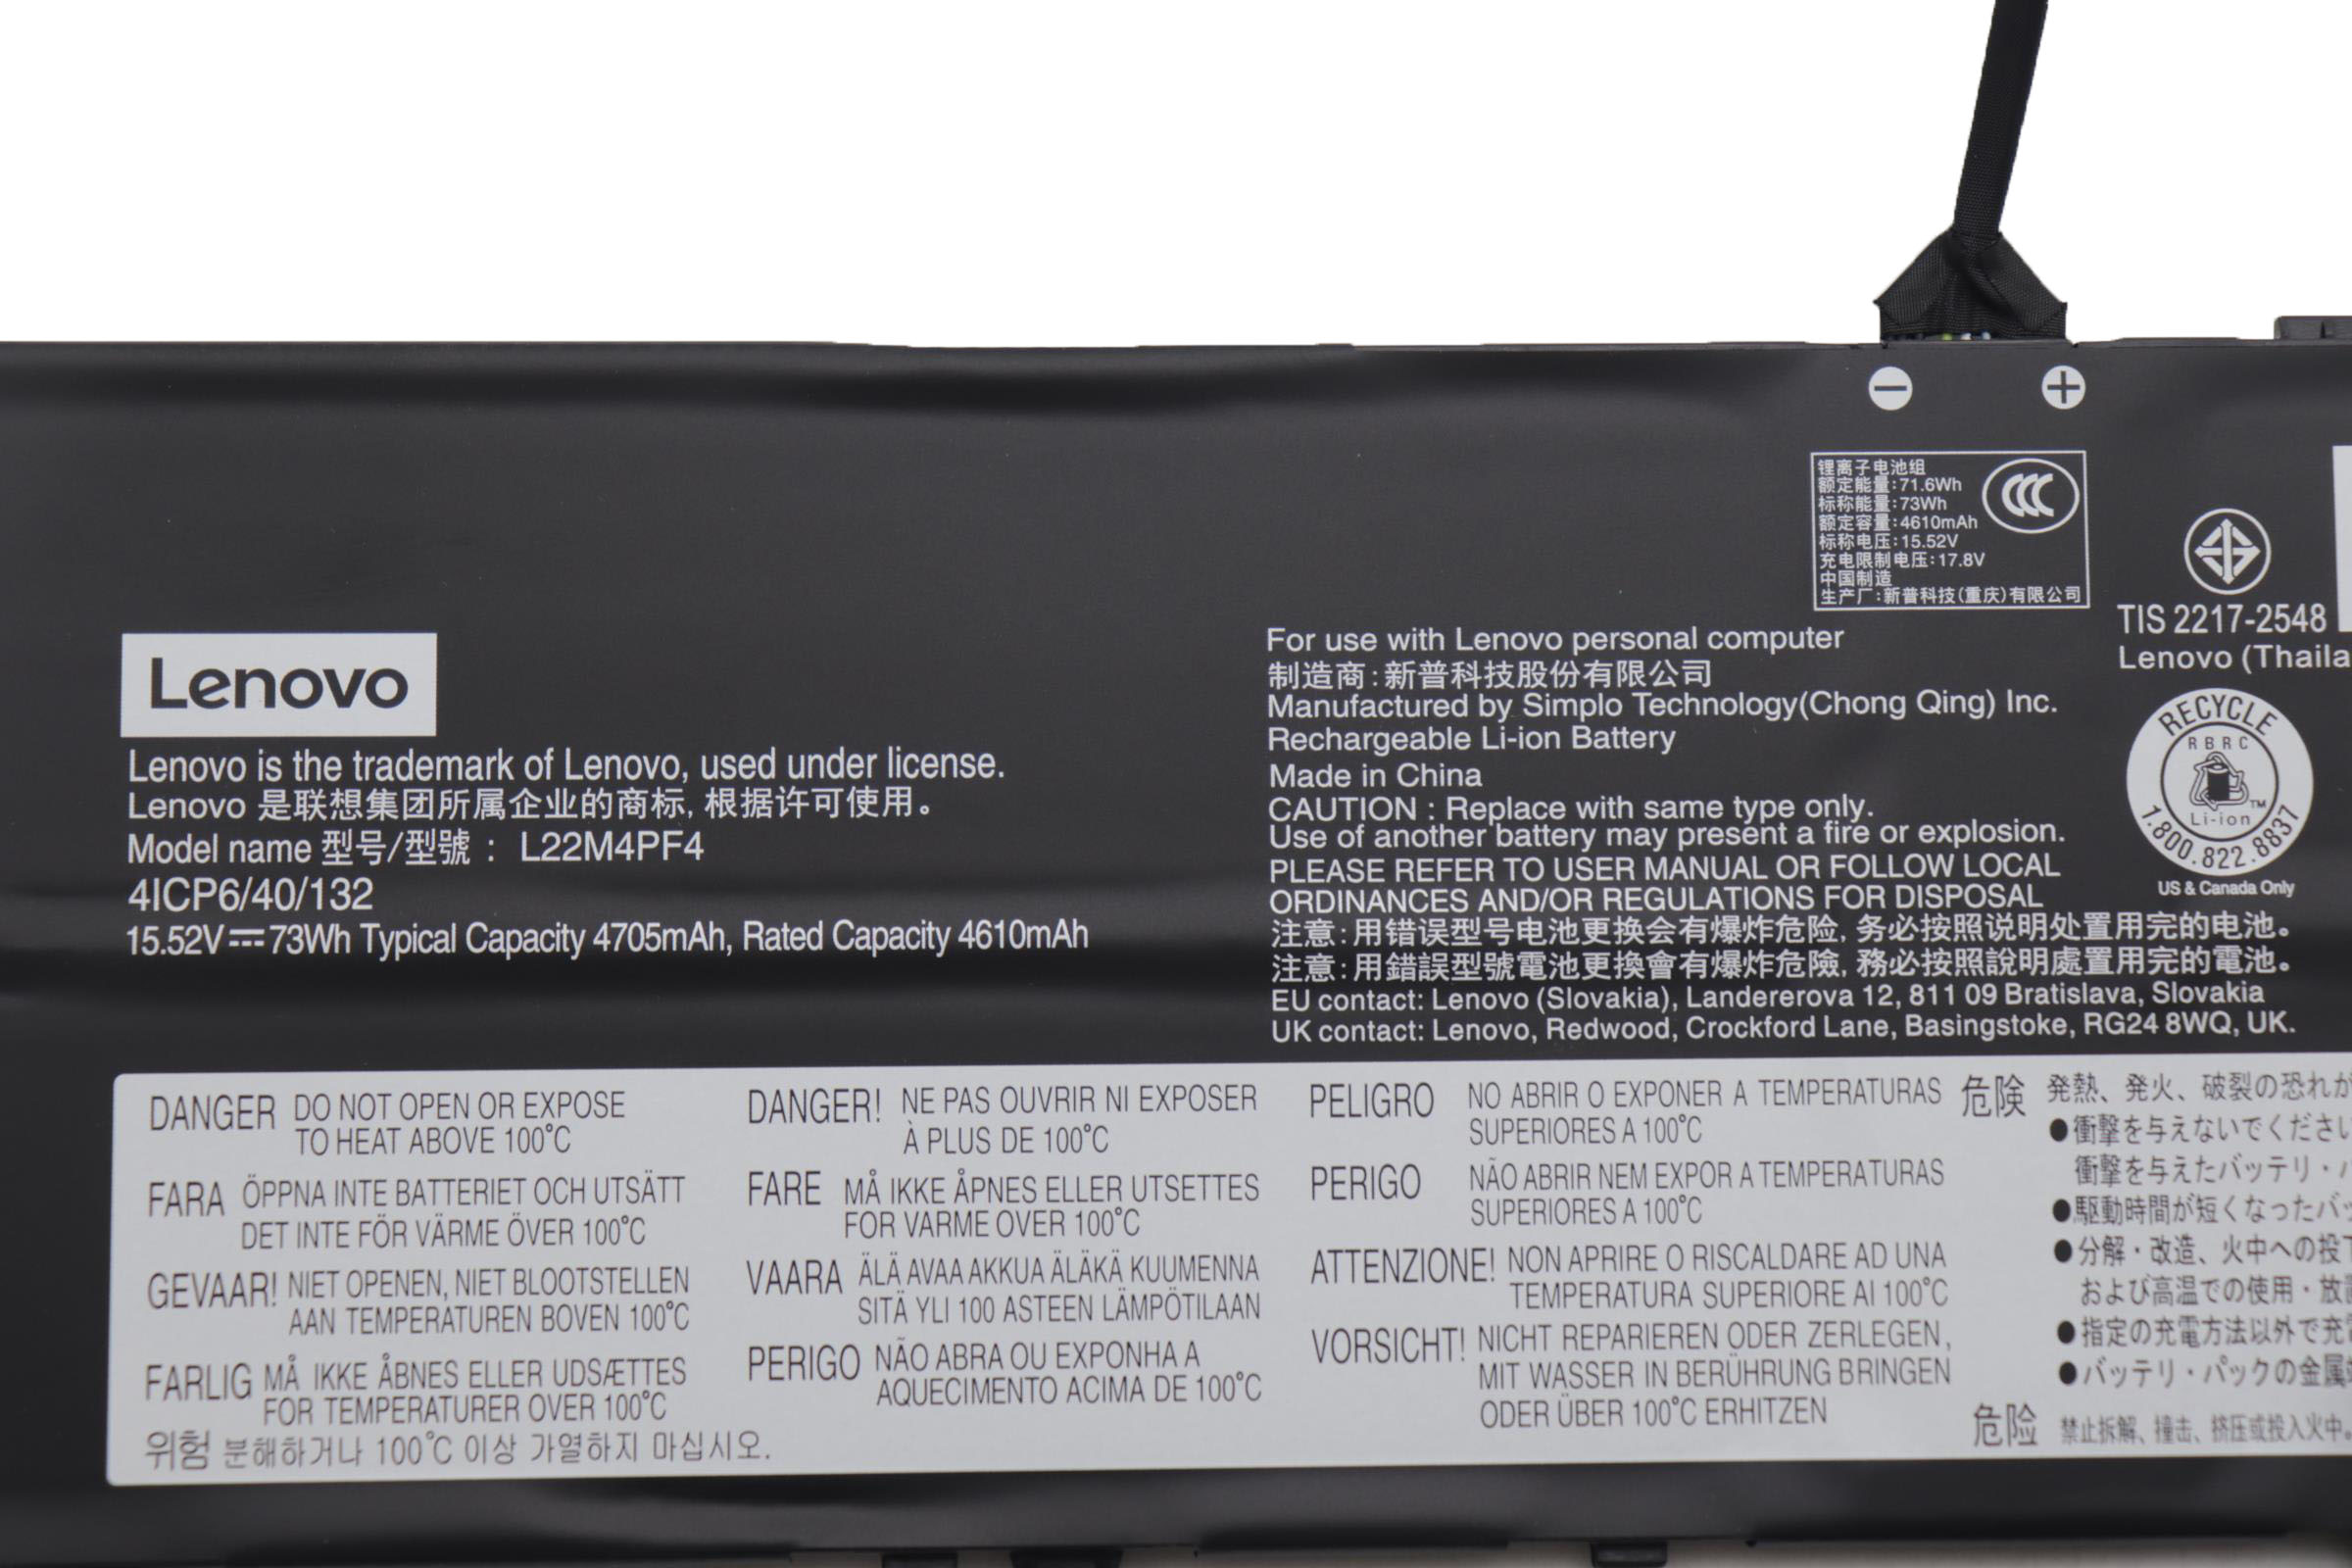 − +
锂离子电池组
额定能量:71.6Wh
标称能量:73Wh
额定容量:4610mAh
标称电压:15.52V
充电限制电压:17.8V
中国制造
生产厂:新普科技(重庆)有限公司
CCC
TIS 2217-2548
Lenovo (Thaila
Lenovo
Lenovo is the trademark of Lenovo, used under license.
Lenovo 是联想集团所属企业的商标, 根据许可使用。
Model name 型号/型號 : L22M4PF4
4ICP6/40/132
15.52V⎓73Wh Typical Capacity 4705mAh, Rated Capacity 4610mAh
For use with Lenovo personal computer
制造商:新普科技股份有限公司
Manufactured by Simplo Technology(Chong Qing) Inc.
Rechargeable Li-ion Battery
Made in China
CAUTION : Replace with same type only.
Use of another battery may present a fire or explosion.
PLEASE REFER TO USER MANUAL OR FOLLOW LOCAL
ORDINANCES AND/OR REGULATIONS FOR DISPOSAL
注意:用错误型号电池更换会有爆炸危险, 务必按照说明处置用完的电池。
注意:用錯誤型號電池更換會有爆炸危險, 務必按照說明處置用完的電池。
EU contact: Lenovo (Slovakia), Landererova 12, 811 09 Bratislava, Slovakia
UK contact: Lenovo, Redwood, Crockford Lane, Basingstoke, RG24 8WQ, UK.
RECYCLE
RBRC
TM
Li-ion
1.800.822.8837
US & Canada Only
DANGER DO NOT OPEN OR EXPOSE
TO HEAT ABOVE 100°C
FARA ÖPPNA INTE BATTERIET OCH UTSÄTT
DET INTE FÖR VÄRME ÖVER 100°C
GEVAAR! NIET OPENEN, NIET BLOOTSTELLEN
AAN TEMPERATUREN BOVEN 100°C
FARLIG MÅ IKKE ÅBNES ELLER UDSÆTTES
FOR TEMPERATURER OVER 100°C
위험 분해하거나 100°C 이상 가열하지 마십시오.
DANGER! NE PAS OUVRIR NI EXPOSER
À PLUS DE 100°C
FARE MÅ IKKE ÅPNES ELLER UTSETTES
FOR VARME OVER 100°C
VAARA ÄLÄ AVAA AKKUA ÄLÄKÄ KUUMENNA
SITÄ YLI 100 ASTEEN LÄMPÖTILAAN
PERIGO NÃO ABRA OU EXPONHA A
AQUECIMENTO ACIMA DE 100°C
PELIGRO NO ABRIR O EXPONER A TEMPERATURAS
SUPERIORES A 100°C
PERIGO NÃO ABRIR NEM EXPOR A TEMPERATURAS
SUPERIORES A 100°C
ATTENZIONE! NON APRIRE O RISCALDARE AD UNA
TEMPERATURA SUPERIORE AI 100°C
VORSICHT! NICHT REPARIEREN ODER ZERLEGEN,
MIT WASSER IN BERÜHRUNG BRINGEN
ODER ÜBER 100°C ERHITZEN
危険 発熱、発火、破裂の恐れが
●衝撃を与えないでください
衝撃を与えたバッテリ・
●駆動時間が短くなったバッ
●分解・改造、火中への投下
および高温での使用・放
●指定の充電方法以外で充
●バッテリ・パックの金属
危险 禁止拆解、撞击、挤压或投入火中。